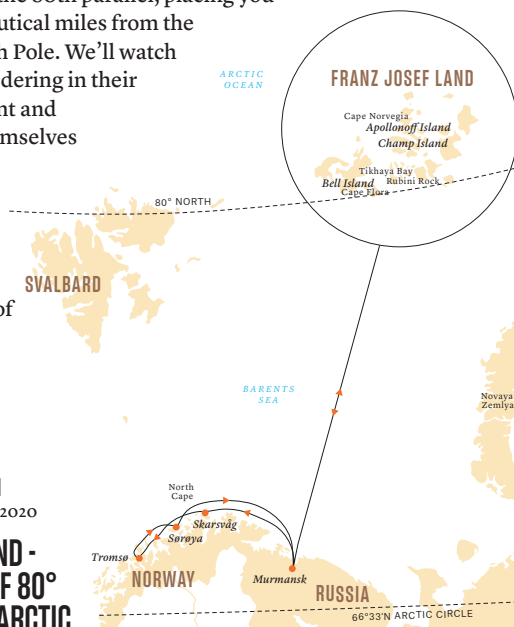 the 80th parallel, placing you
utical miles from the
h Pole. We’ll watch
dering in their
nt and
mselves
of
2020
ND -
F 80°
ARCTIC
ARCTIC
OCEAN
FRANZ JOSEF LAND
Cape Norvegia
Apollonoff Island
Champ Island
Tikhaya Bay
Rubini Rock
Bell Island
Cape Flora
80° NORTH
SVALBARD
BARENTS
SEA
Novaya
Zemlya
North
Cape
Skarsvåg
Sørøya
Tromsø
NORWAY
Murmansk
RUSSIA
66°33'N ARCTIC CIRCLE